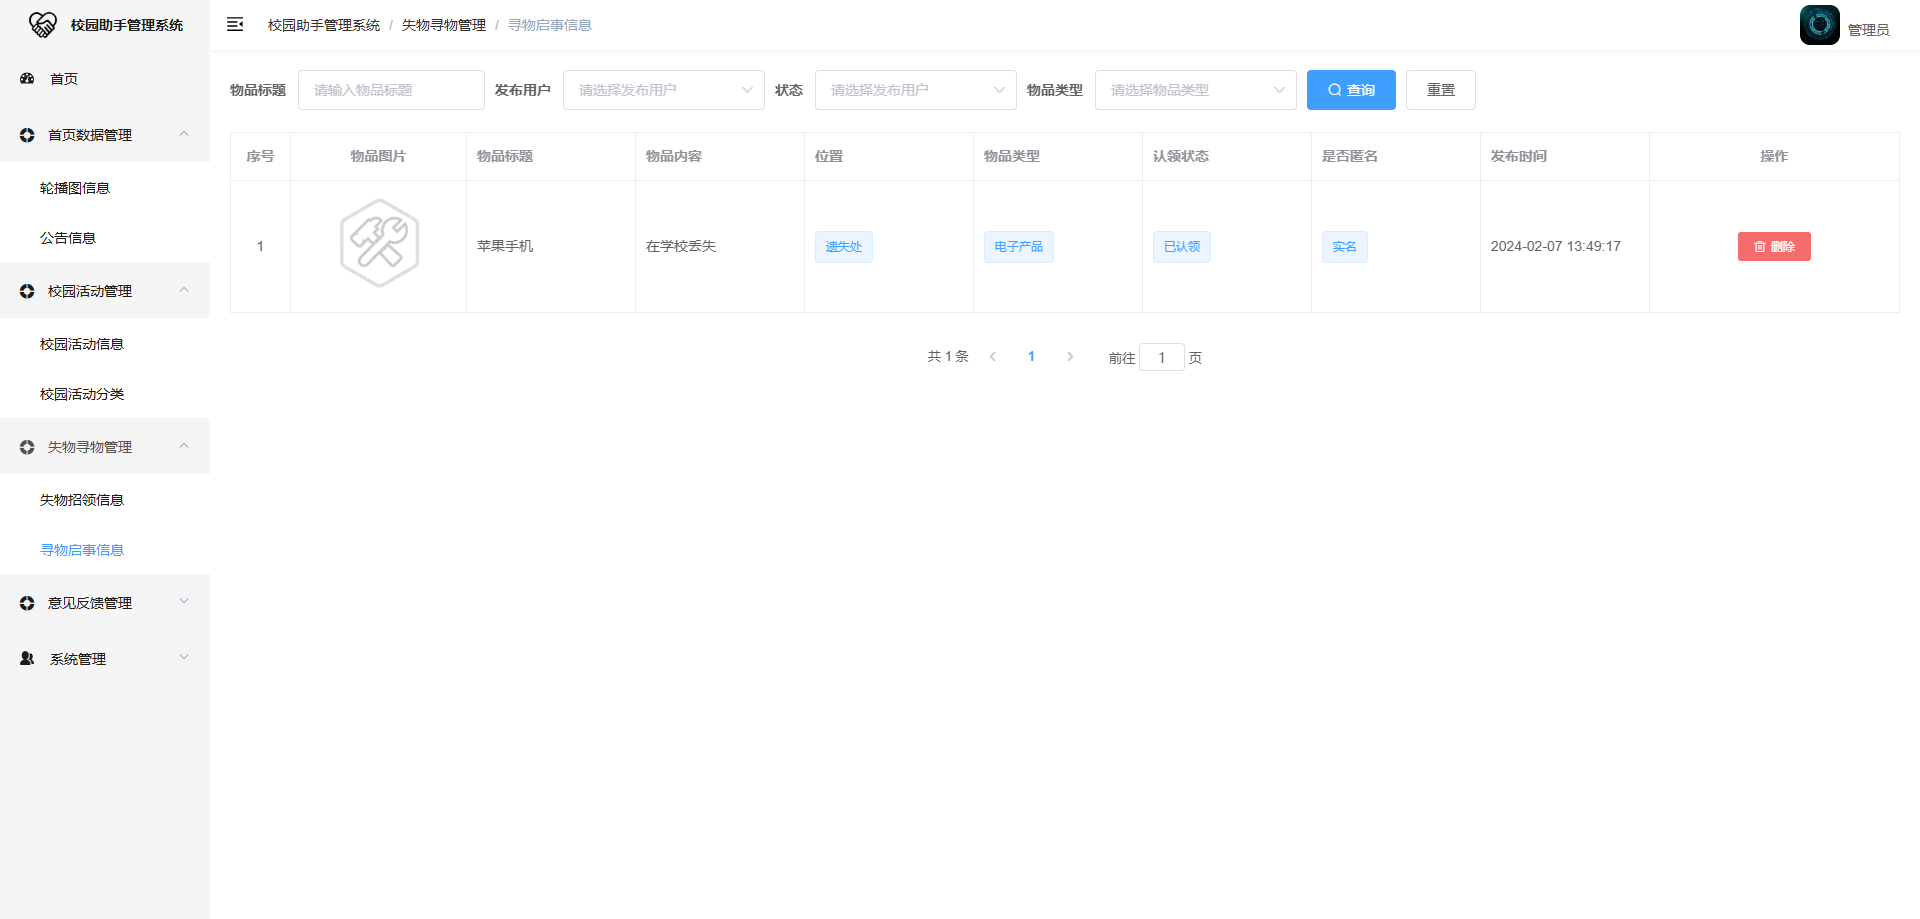 校园助手管理系统
首页
首页数据管理
轮播图信息
公告信息
校园活动管理
校园活动信息
校园活动分类
失物寻物管理
失物招领信息
寻物启事信息
意见反馈管理
系统管理
校园助手管理系统 / 失物寻物管理 / 寻物启事信息
管理员
物品标题 请输入物品标题 发布用户 请选择发布用户 状态 请选择发布用户 物品类型 请选择物品类型 查询 重置
序号 物品图片 物品标题 物品内容 位置 物品类型 认领状态 是否匿名 发布时间 操作
1 苹果手机 在学校丢失 遗失处 电子产品 已认领 实名 2024-02-07 13:49:17 删除
共 1 条 1 前往 1 页